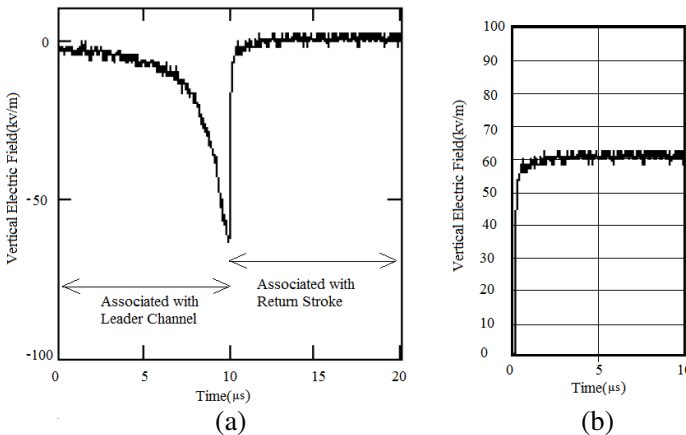 0
-50
-100
Vertical Electric Field(kv/m)
Associated with
Leader Channel
Associated with
Return Stroke
0
5
10
15
20
Time(µs)
(a)
100
90
80
70
60
50
40
30
20
10
0
Vertical Electric Field(kv/m)
0
5
10
Time(µs)
(b)